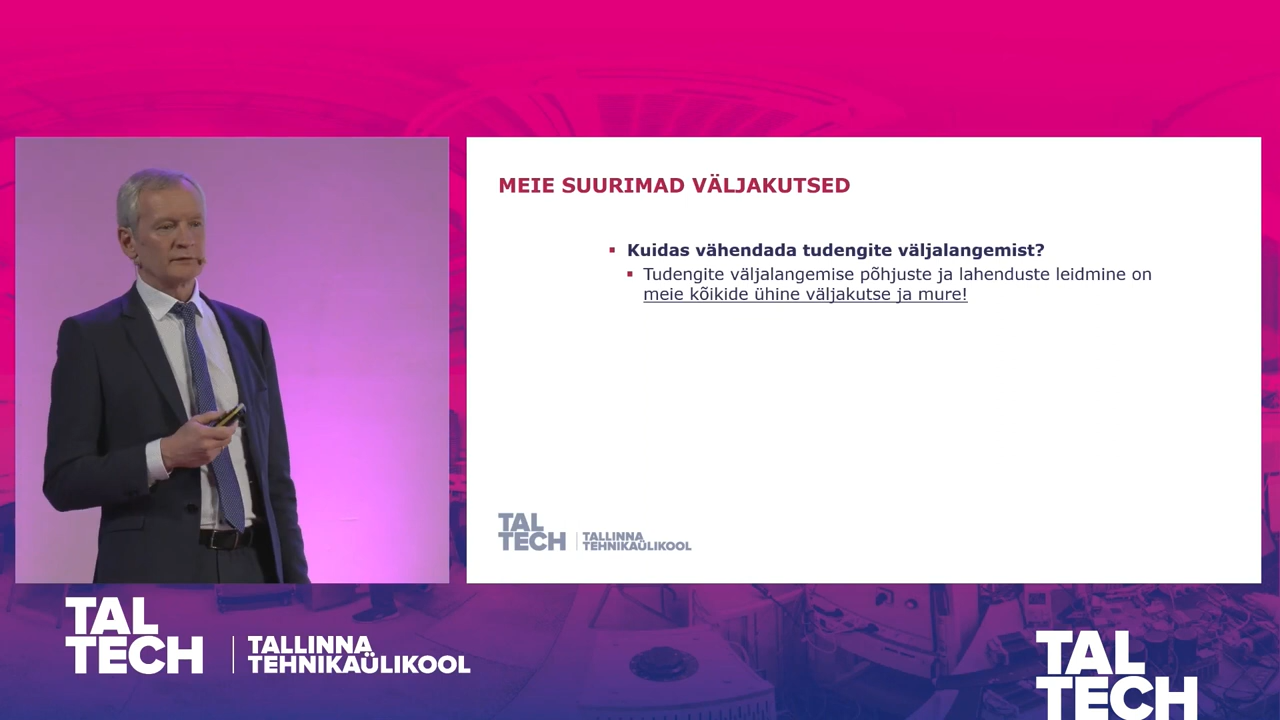 MEIE SUURIMAD VÄLJAKUTSED
Kuidas vähendada tudengite väljalangemist?
Tudengite väljalangemise põhjuste ja lahenduste leidmine on
meie kõikide ühine väljakutse ja mure!
TAL
TECH
TALLINNA
TEHNIKAÜLIKOOL
TAL
TECH
TALLINNA
TEHNIKAÜLIKOOL
TAL
TECH